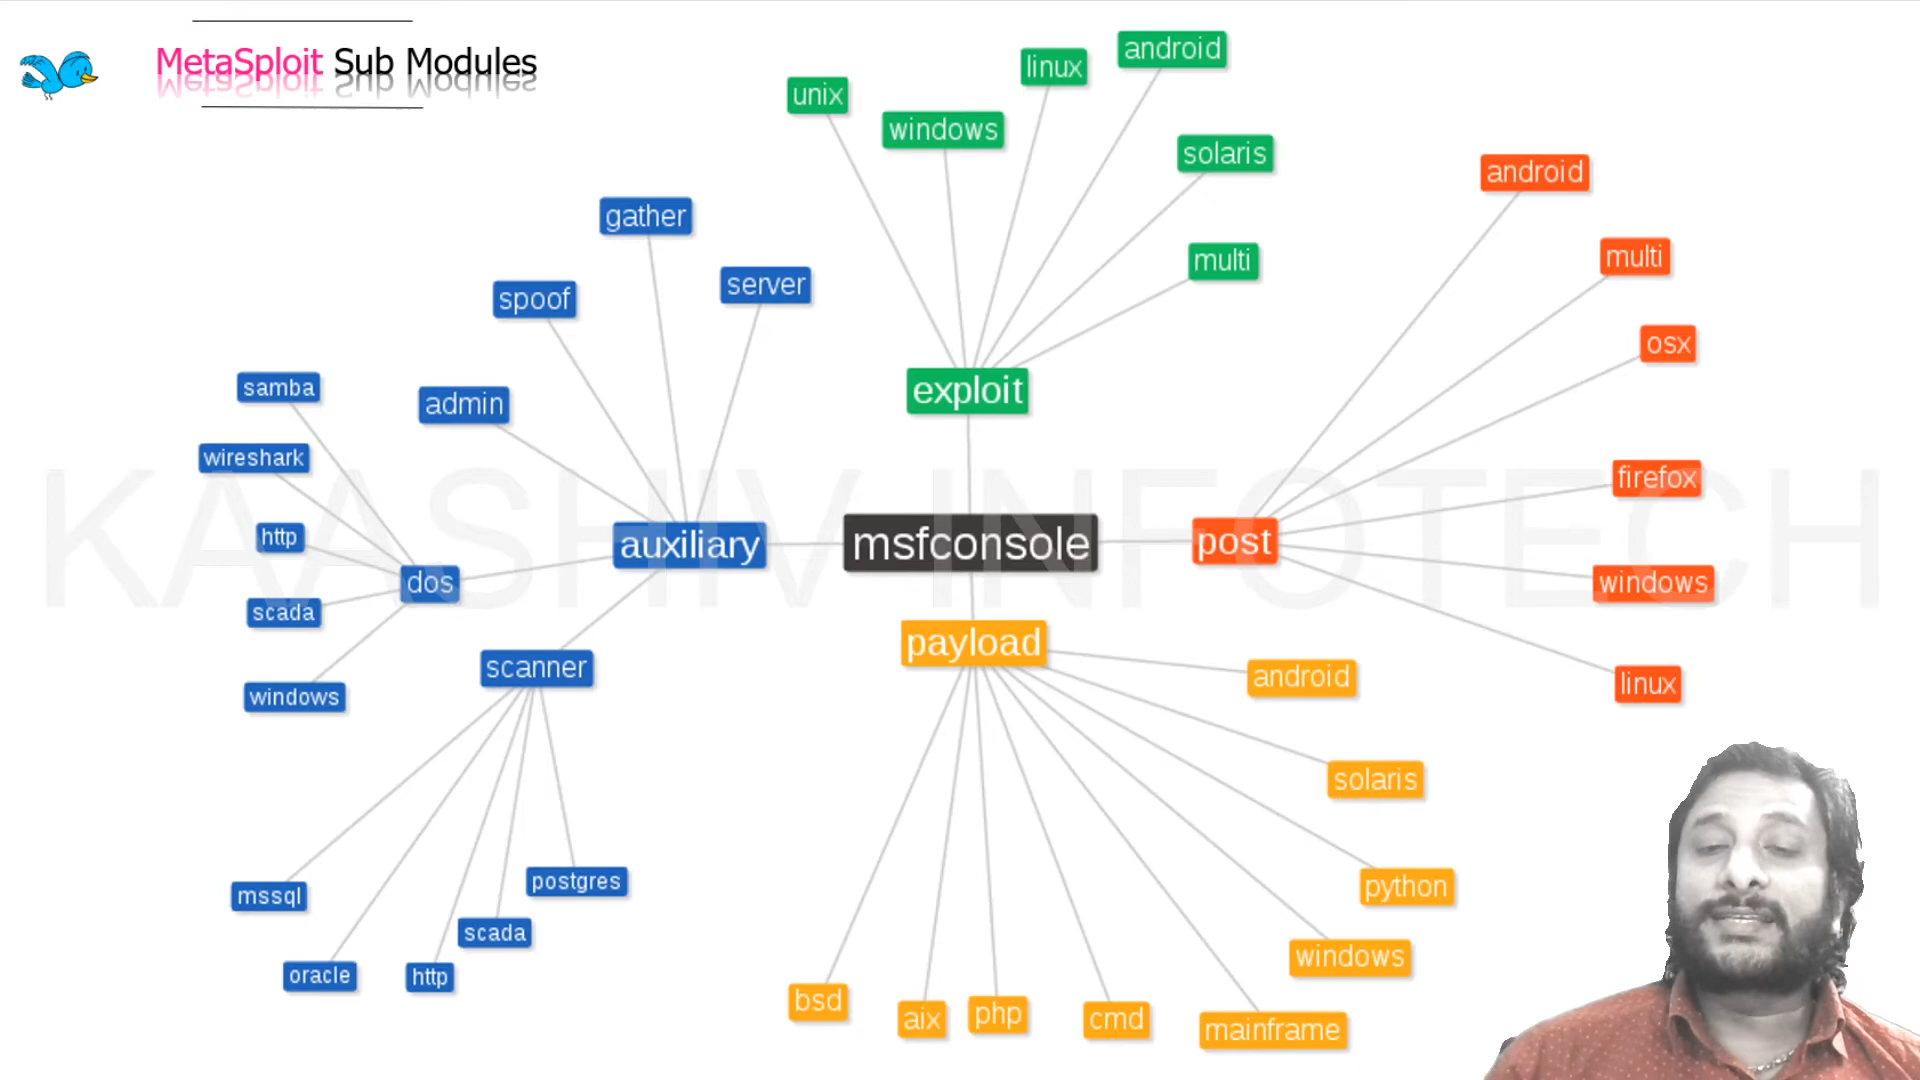 MetaSploit Sub Modules
unix
windows
linux
android
solaris
multi
exploit
gather
spoof
server
admin
auxiliary
samba
wireshark
http
scada
windows
dos
scanner
mssql
oracle
http
scada
postgres
msfconsole
post
android
multi
osx
firefox
windows
linux
payload
android
solaris
python
windows
mainframe
cmd
php
aix
bsd
KAASHIV INFOTECH